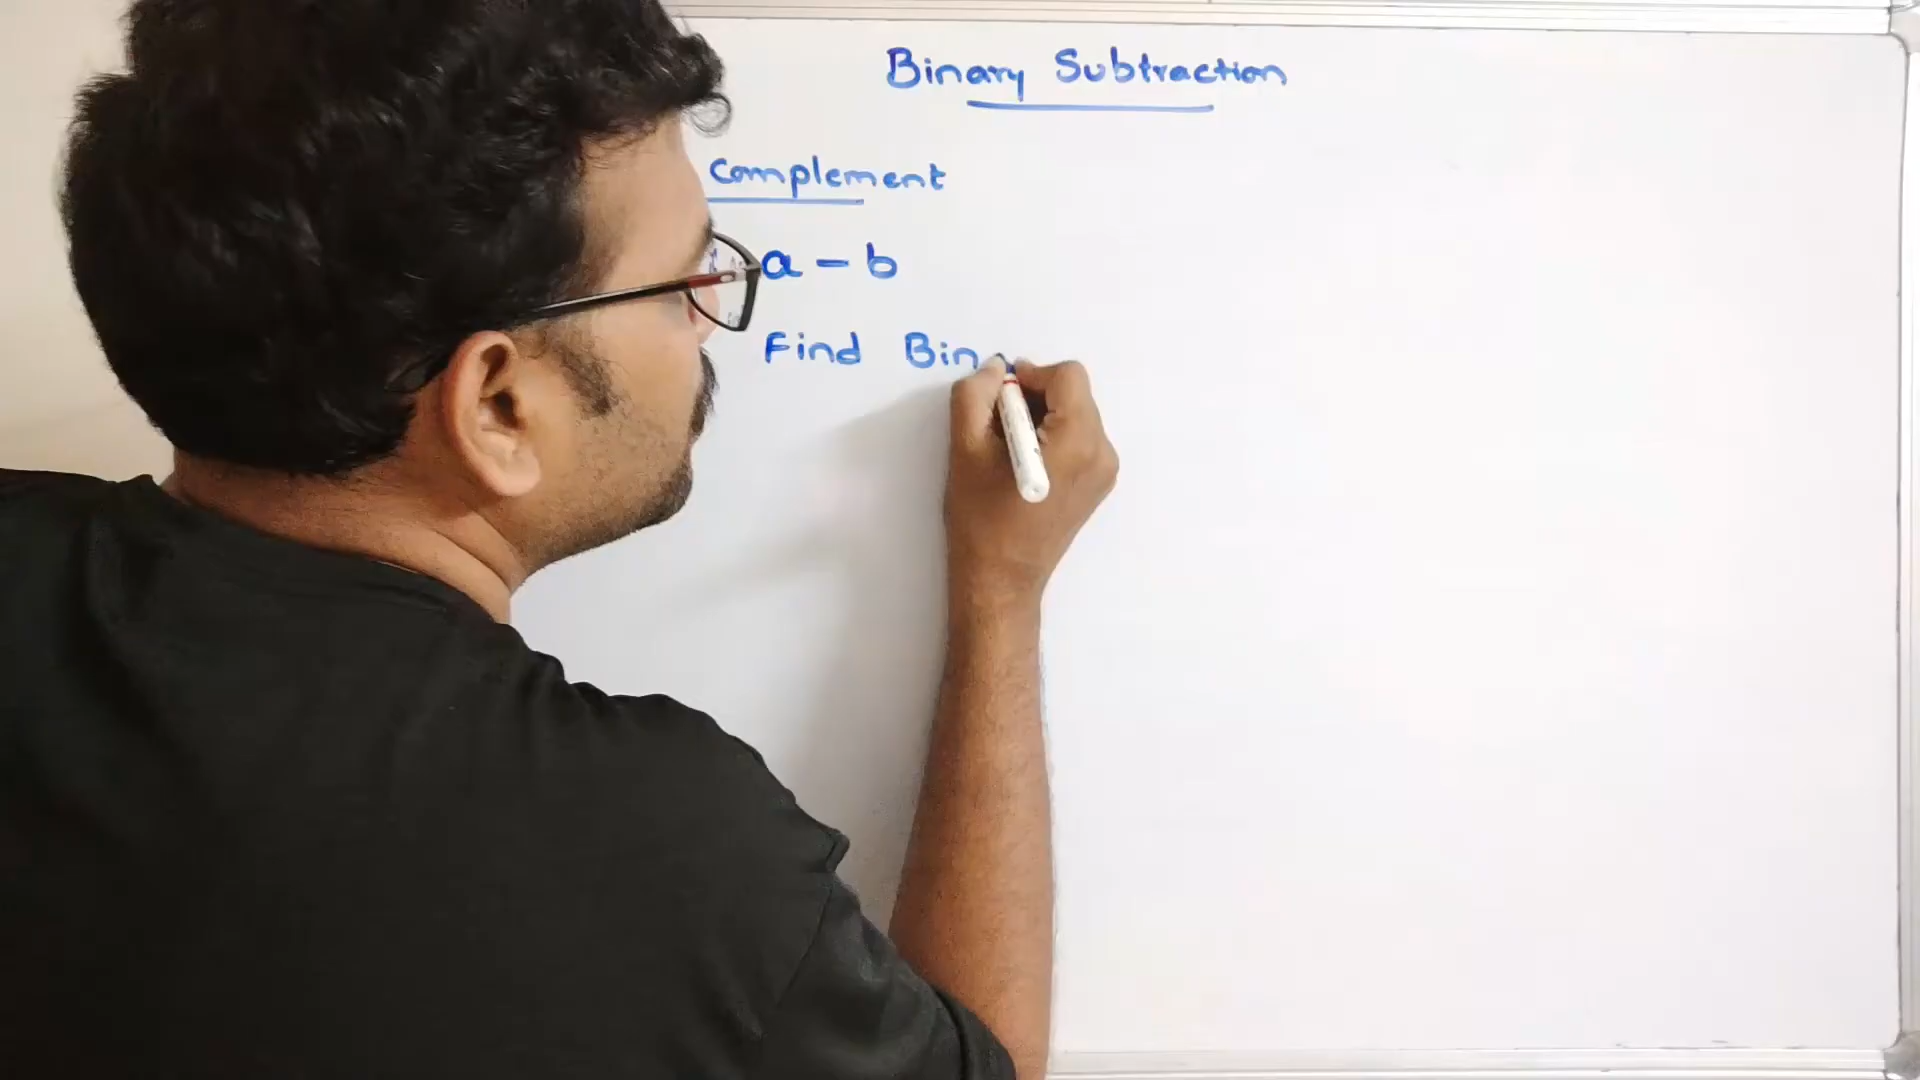 Binary Subtraction
Complement
a - b
Find Bin